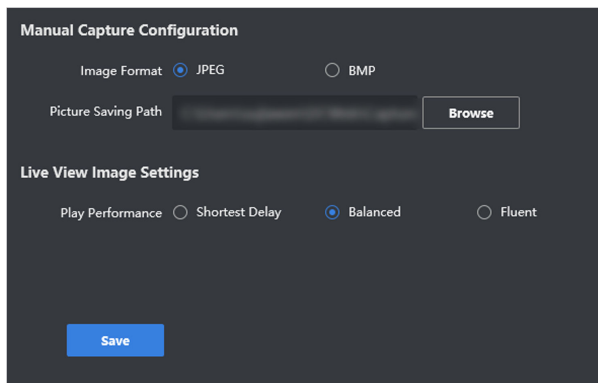 Manual Capture Configuration
Image Format JPEG BMP
Picture Saving Path Browse
Live View Image Settings
Play Performance Shortest Delay Balanced Fluent
Save